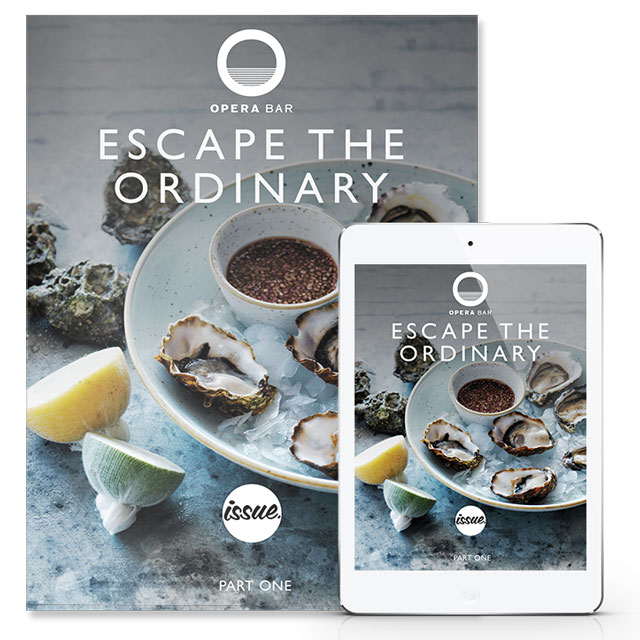 OPERA BAR
ESCAPE THE
ORDINARY
issue.
PART ONE
OPERA BAR
ESCAPE THE
ORDINARY
issue.
PART ONE